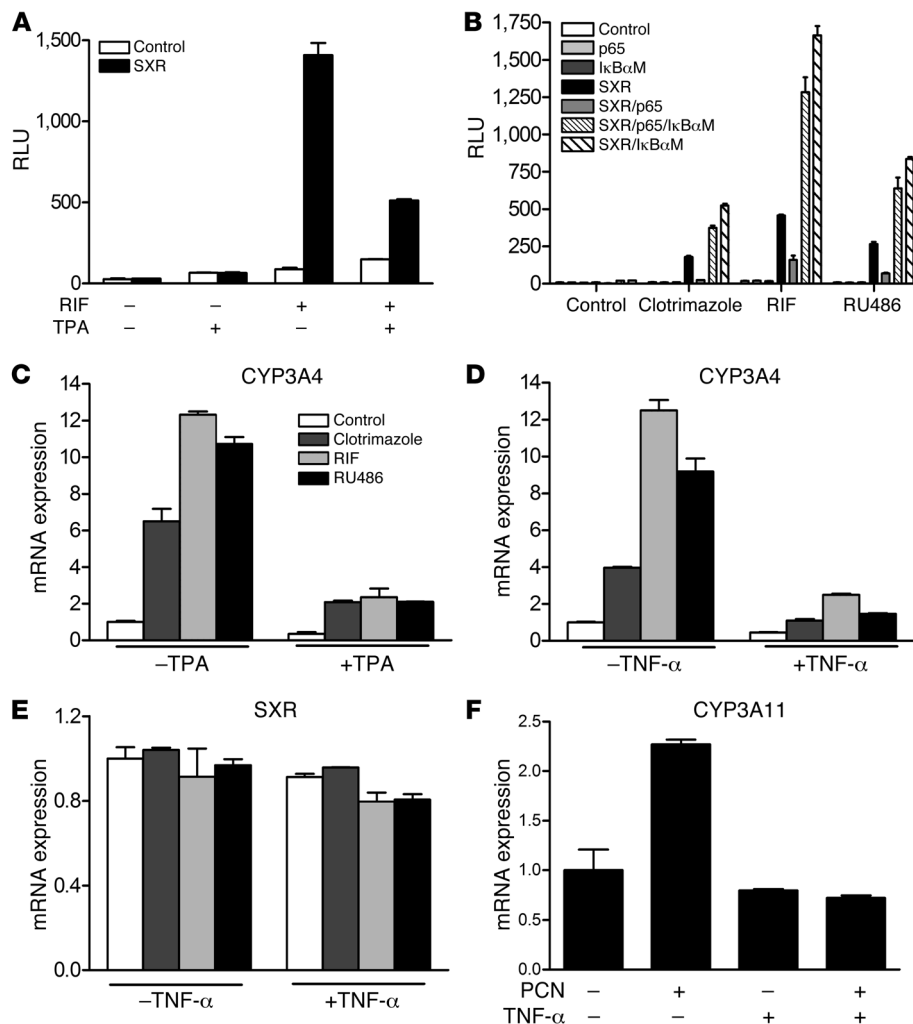 A
1,500
1,000
500
0
RLU
Control
SXR
RIF – – + +
TPA – + – +
B
1,750
1,500
1,250
1,000
750
500
250
0
RLU
Control
p65
IκBαM
SXR
SXR/p65
SXR/p65/IκBαM
SXR/IκBαM
Control Clotrimazole RIF RU486
C
CYP3A4
14
12
10
8
6
4
2
0
mRNA expression
Control
Clotrimazole
RIF
RU486
–TPA +TPA
D
CYP3A4
14
12
10
8
6
4
2
0
mRNA expression
–TNF-α +TNF-α
E
SXR
1.2
0.8
0.4
0.0
mRNA expression
–TNF-α +TNF-α
F
CYP3A11
2.5
2.0
1.5
1.0
0.5
0.0
mRNA expression
PCN – + – +
TNF-α – – + +